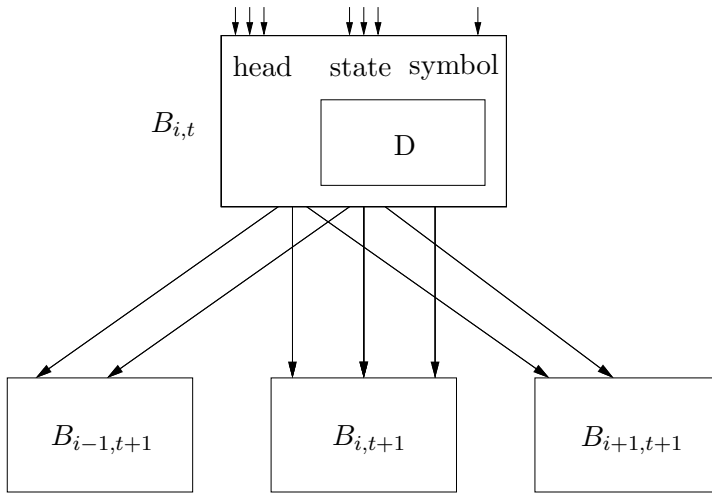 head state symbol
B_{i,t}
D
B_{i−1,t+1} B_{i,t+1} B_{i+1,t+1}